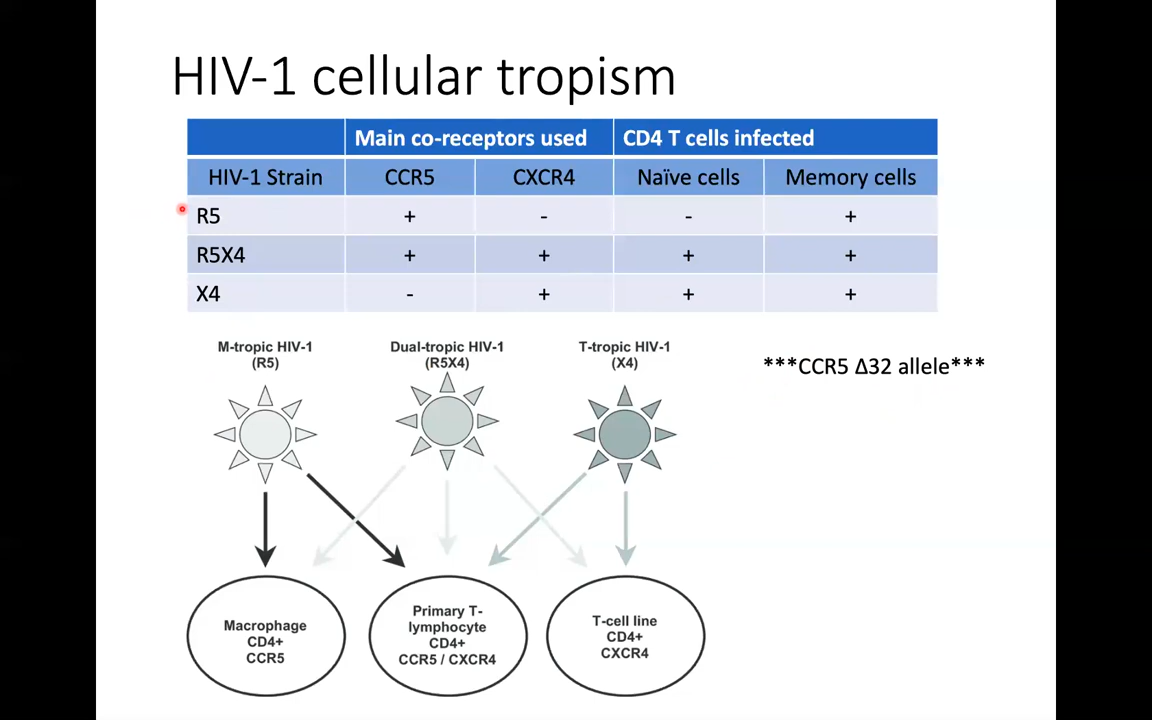 HIV-1 cellular tropism
Main co-receptors used CD4 T cells infected
HIV-1 Strain CCR5 CXCR4 Naïve cells Memory cells
R5 + - - +
R5X4 + + + +
X4 - + + +
M-tropic HIV-1
(R5)
Dual-tropic HIV-1
(R5X4)
T-tropic HIV-1
(X4)
***CCR5 Δ32 allele***
Macrophage
CD4+
CCR5
Primary T-
lymphocyte
CD4+
CCR5 / CXCR4
T-cell line
CD4+
CXCR4